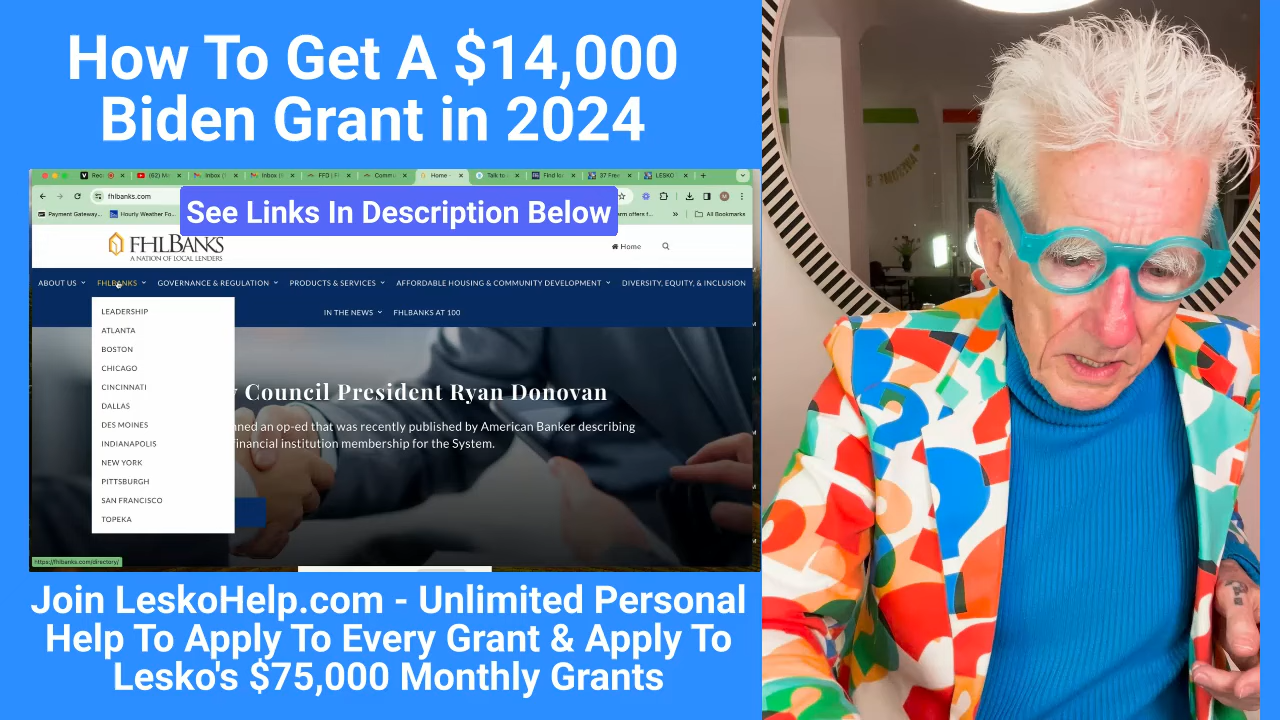 How To Get A $14,000
Biden Grant in 2024
fhlbanks.com
Payment Gateway...
Hourly Weather Fo...
All Bookmarks
See Links In Description Below
FHLBANKS
A NATION OF LOCAL LENDERS
Home
ABOUT US FHLBANKS GOVERNANCE & REGULATION PRODUCTS & SERVICES AFFORDABLE HOUSING & COMMUNITY DEVELOPMENT DIVERSITY, EQUITY, & INCLUSION
IN THE NEWS FHLBANKS AT 100
LEADERSHIP
ATLANTA
BOSTON
CHICAGO
CINCINNATI
DALLAS
DES MOINES
INDIANAPOLIS
NEW YORK
PITTSBURGH
SAN FRANCISCO
TOPEKA
Council President Ryan Donovan
op-ed that was recently published by American Banker describing
financial institution membership for the System.
https://fhlbanks.com/directory/
Join LeskoHelp.com - Unlimited Personal
Help To Apply To Every Grant & Apply To
Lesko's $75,000 Monthly Grants